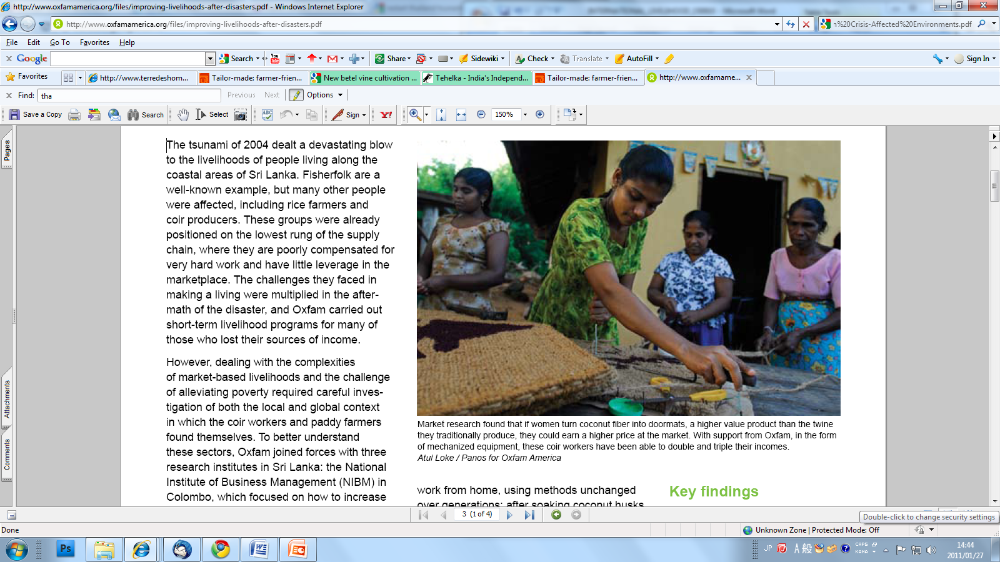 http://www.oxfamamerica.org/files/improving-livelihoods-after-disasters.pdf - Windows Internet Explorer
http://www.oxfamamerica.org/files/improving-livelihoods-after-disasters.pdf
n%20Crisis-Affected%20Environments.pdf
File Edit Go To Favorites Help
x Google Search Share Sidewiki Check Translate AutoFill Sign In
Favorites http://www.terredeshom... Tailor-made: farmer-frien... New betel vine cultivation ... Tehelka - India's Independ... Tailor-made: farmer-frien... http://www.oxfamame...
x Find: tha Previous Next Options
Save a Copy Search Select Sign Y! 150%
Pages
Attachments
Comments
The tsunami of 2004 dealt a devastating blow
to the livelihoods of people living along the
coastal areas of Sri Lanka. Fisherfolk are a
well-known example, but many other people
were affected, including rice farmers and
coir producers. These groups were already
positioned on the lowest rung of the supply
chain, where they are poorly compensated for
very hard work and have little leverage in the
marketplace. The challenges they faced in
making a living were multiplied in the after-
math of the disaster, and Oxfam carried out
short-term livelihood programs for many of
those who lost their sources of income.
However, dealing with the complexities
of market-based livelihoods and the challenge
of alleviating poverty required careful inves-
tigation of both the local and global context
in which the coir workers and paddy farmers
found themselves. To better understand
these sectors, Oxfam joined forces with three
research institutes in Sri Lanka: the National
Institute of Business Management (NIBM) in
Colombo, which focused on how to increase
Market research found that if women turn coconut fiber into doormats, a higher value product than the twine
they traditionally produce, they could earn a higher price at the market. With support from Oxfam, in the form
of mechanized equipment, these coir workers have been able to double and triple their incomes.
Atul Loke / Panos for Oxfam America
work from home, using methods unchanged
over generations: after soaking coconut husks
Key findings
3 (1 of 4)
Double-click to change security settings
Done
Unknown Zone | Protected Mode: Off
Ps
JP A 般 CAPS KANA
14:44
2011/01/27